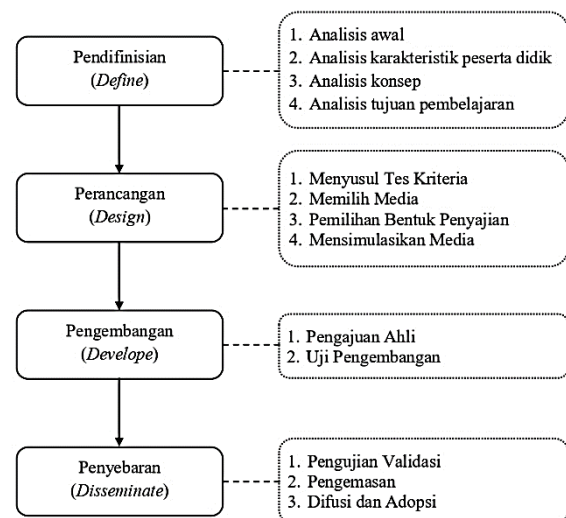 Pendifinisian
(Define)
1. Analisis awal
2. Analisis karakteristik peserta didik
3. Analisis konsep
4. Analisis tujuan pembelajaran
Perancangan
(Design)
1. Menyusul Tes Kriteria
2. Memilih Media
3. Pemilihan Bentuk Penyajian
4. Mensimulasikan Media
Pengembangan
(Develope)
1. Pengajuan Ahli
2. Uji Pengembangan
Penyebaran
(Disseminate)
1. Pengujian Validasi
2. Pengemasan
3. Difusi dan Adopsi